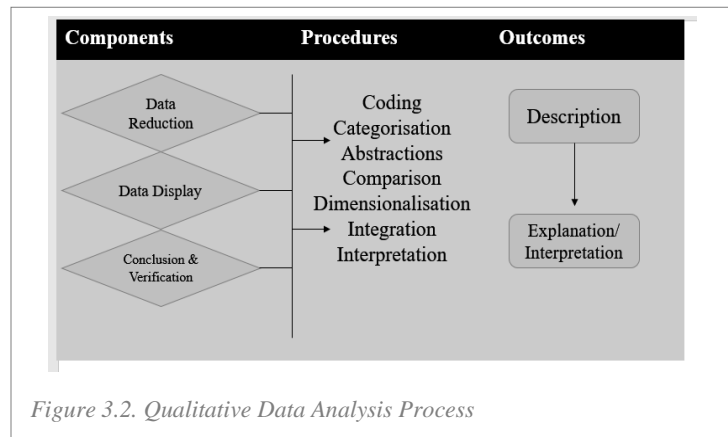 Components Procedures Outcomes
Data
Reduction
Data Display
Conclusion &
Verification
Coding
Categorisation
Abstractions
Comparison
Dimensionalisation
Integration
Interpretation
Description
Explanation/
Interpretation
Figure 3.2. Qualitative Data Analysis Process